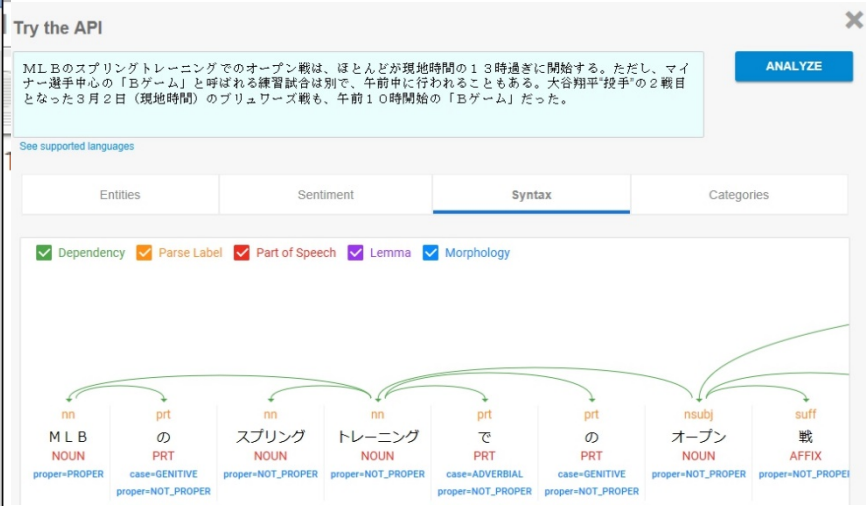 Try the API
MLBのスプリングトレーニングでのオープン戦は、ほとんどが現地時間の13時過ぎに開始する。ただし、マイ
ナー選手中心の「Bゲーム」と呼ばれる練習試合は別で、午前中に行われることもある。大谷翔平“投手”の2戦目
となった3月2日(現地時間)のブリュワーズ戦も、午前10時開始の「Bゲーム」だった。
ANALYZE
See supported languages
Entities Sentiment Syntax Categories
Dependency Parse Label Part of Speech Lemma Morphology
nn prt nn nn prt prt nsubj suff
MLB の スプリング トレーニング で の オープン 戦
NOUN PRT NOUN NOUN PRT PRT NOUN AFFIX
proper=PROPER case=GENITIVE proper=NOT_PROPER proper=NOT_PROPER case=ADVERBIAL case=GENITIVE proper=NOT_PROPER proper=NOT_PROPE
proper=NOT_PROPER proper=NOT_PROPER proper=NOT_PROPER